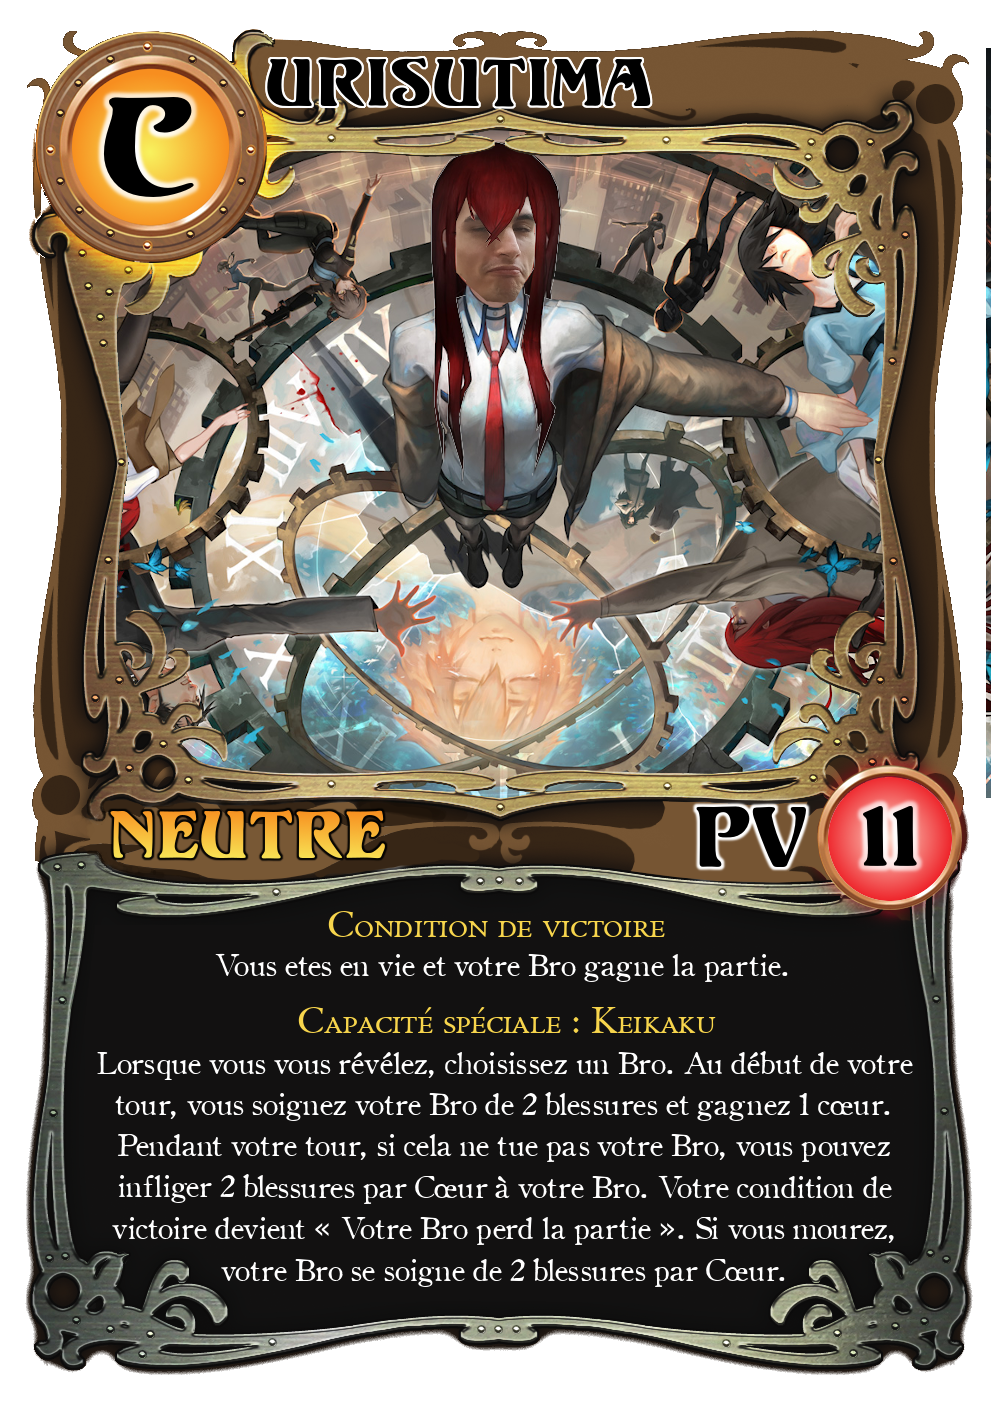 CURISUTIMA
IV
XI
X
NEUTRE
PV 11
Condition de victoire
Vous etes en vie et votre Bro gagne la partie.
Capacité spéciale : Keikaku
Lorsque vous vous révélez, choisissez un Bro. Au début de votre
tour, vous soignez votre Bro de 2 blessures et gagnez 1 cœur.
Pendant votre tour, si cela ne tue pas votre Bro, vous pouvez
infliger 2 blessures par Cœur à votre Bro. Votre condition de
victoire devient « Votre Bro perd la partie ». Si vous mourez,
votre Bro se soigne de 2 blessures par Cœur.